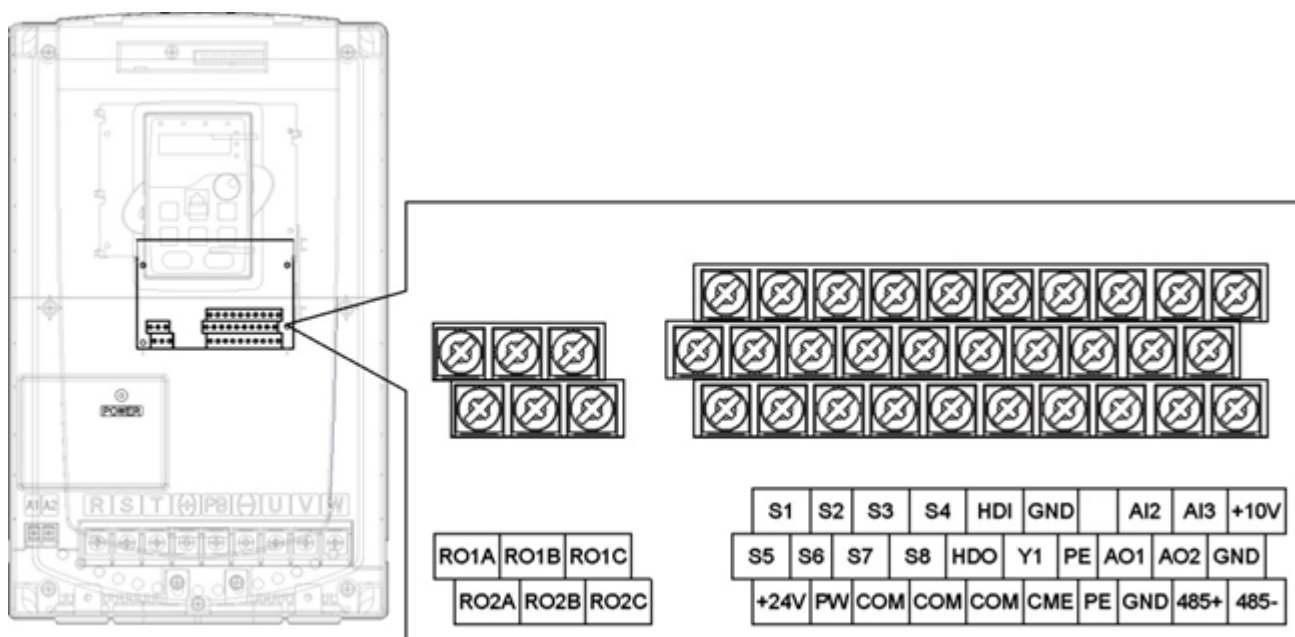 POWER
A1 A2 R S T (+) PB (-) U V W
S1 S2 S3 S4 HDI GND AI2 AI3 +10V
RO1A RO1B RO1C S5 S6 S7 S8 HDO Y1 PE AO1 AO2 GND
RO2A RO2B RO2C +24V PW COM COM COM CME PE GND 485+ 485-